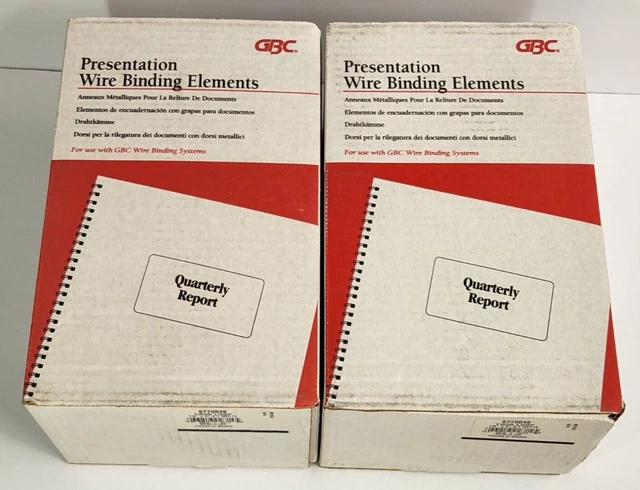 GBC®
Presentation
Wire Binding Elements
Anneaux Métalliques Pour La Reliure De Documents
Elementos de encuadernación con grapas para documentos
Drahtkämme
Dorsi per la rilegatura dei documenti con dorsi metallici
For use with GBC Wire Binding Systems
Quarterly
Report
9775049
GBC®
Presentation
Wire Binding Elements
Anneaux Métalliques Pour La Reliure De Documents
Elementos de encuadernación con grapas para documentos
Drahtkämme
Dorsi per la rilegatura dei documenti con dorsi metallici
For use with GBC Wire Binding Systems
Quarterly
Report
9775049